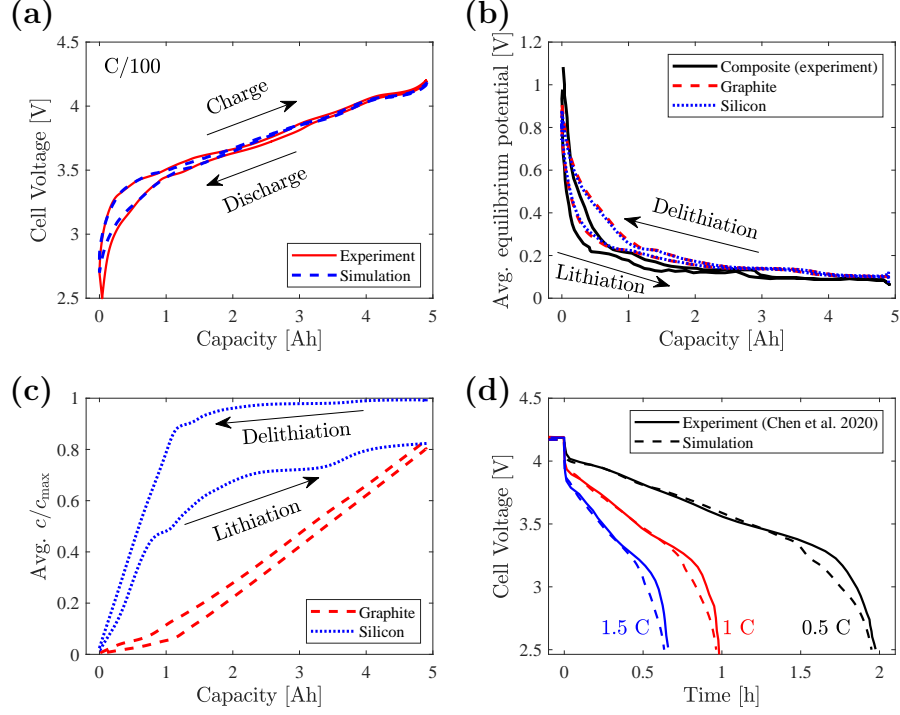 (a)
4.5
4
3.5
3
2.5
Cell Voltage [V]
C/100
Charge
Discharge
Experiment
Simulation
0
1
2
3
4
5
Capacity [Ah]
(b)
1.2
1
0.8
0.6
0.4
0.2
0
Avg. equilibrium potential [V]
Composite (experiment)
Graphite
Silicon
Delithiation
Lithiation
0
1
2
3
4
5
Capacity [Ah]
(c)
1
0.8
0.6
0.4
0.2
0
Avg. c/cmax
Delithiation
Lithiation
Graphite
Silicon
0
1
2
3
4
5
Capacity [Ah]
(d)
4.5
4
3.5
3
2.5
Cell Voltage [V]
Experiment (Chen et al. 2020)
Simulation
1.5 C
1 C
0.5 C
0
0.5
1
1.5
2
Time [h]